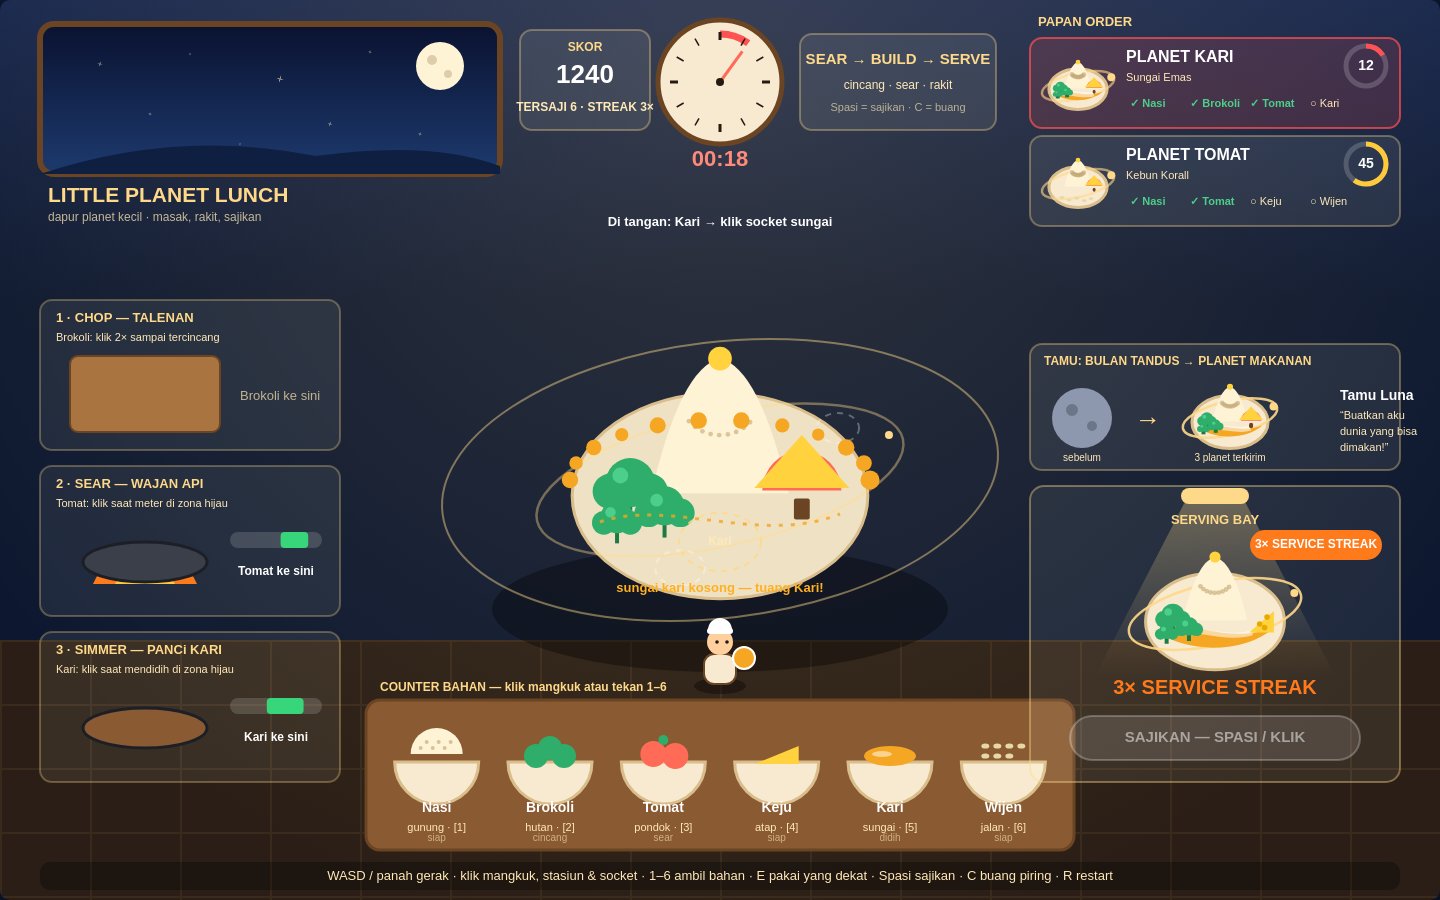 SKOR
1240
TERSAJI 6 · STREAK 3×
00:18
SEAR → BUILD → SERVE
cincang · sear · rakit
Spasi = sajikan · C = buang
LITTLE PLANET LUNCH
dapur planet kecil · masak, rakit, sajikan
Di tangan: Kari → klik socket sungai
PAPAN ORDER
PLANET KARI
Sungai Emas
✓ Nasi ✓ Brokoli ✓ Tomat ○ Kari
12
PLANET TOMAT
Kebun Korall
✓ Nasi ✓ Tomat ○ Keju ○ Wijen
45
1 · CHOP — TALENAN
Brokoli: klik 2× sampai tercincang
Brokoli ke sini
2 · SEAR — WAJAN API
Tomat: klik saat meter di zona hijau
Tomat ke sini
3 · SIMMER — PANCi KARI
Kari: klik saat mendidih di zona hijau
Kari ke sini
Kari
sungai kari kosong — tuang Kari!
TAMU: BULAN TANDUS → PLANET MAKANAN
→
sebelum
3 planet terkirim
Tamu Luna
“Buatkan aku
dunia yang bisa
dimakan!”
SERVING BAY
3× SERVICE STREAK
3× SERVICE STREAK
SAJIKAN — SPASI / KLIK
COUNTER BAHAN — klik mangkuk atau tekan 1–6
Nasi
gunung · [1]
siap
Brokoli
hutan · [2]
cincang
Tomat
pondok · [3]
sear
Keju
atap · [4]
siap
Kari
sungai · [5]
didih
Wijen
jalan · [6]
siap
WASD / panah gerak · klik mangkuk, stasiun & socket · 1–6 ambil bahan · E pakai yang dekat · Spasi sajikan · C buang piring · R restart